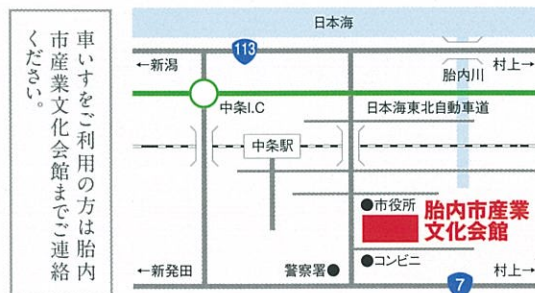 車いすをご利用の方は胎内
市産業文化会館までご連絡
ください。
日本海
113
←新潟
村上→
胎内川
中条I.C
日本海東北自動車道
中条駅
●市役所
胎内市産業
文化会館
●コンビニ
警察署●
←新発田
7
村上→